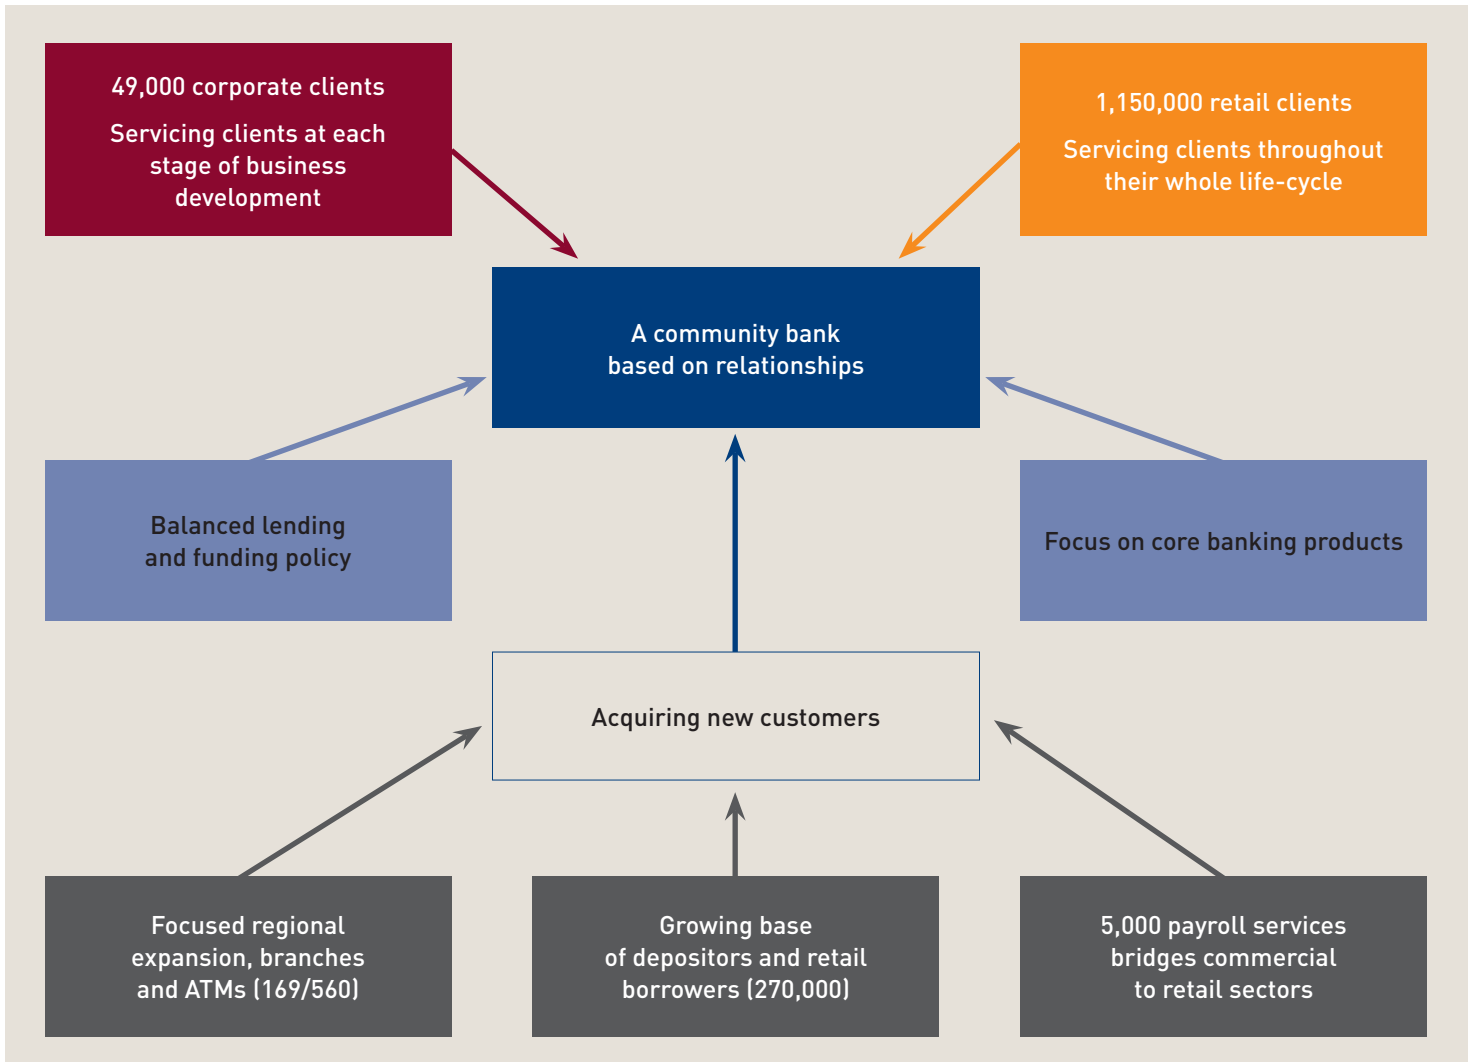 49,000 corporate clients
Servicing clients at each
stage of business
development
1,150,000 retail clients
Servicing clients throughout
their whole life-cycle
A community bank
based on relationships
Balanced lending
and funding policy
Focus on core banking products
Acquiring new customers
Focused regional
expansion, branches
and ATMs (169/560)
Growing base
of depositors and retail
borrowers (270,000)
5,000 payroll services
bridges commercial
to retail sectors